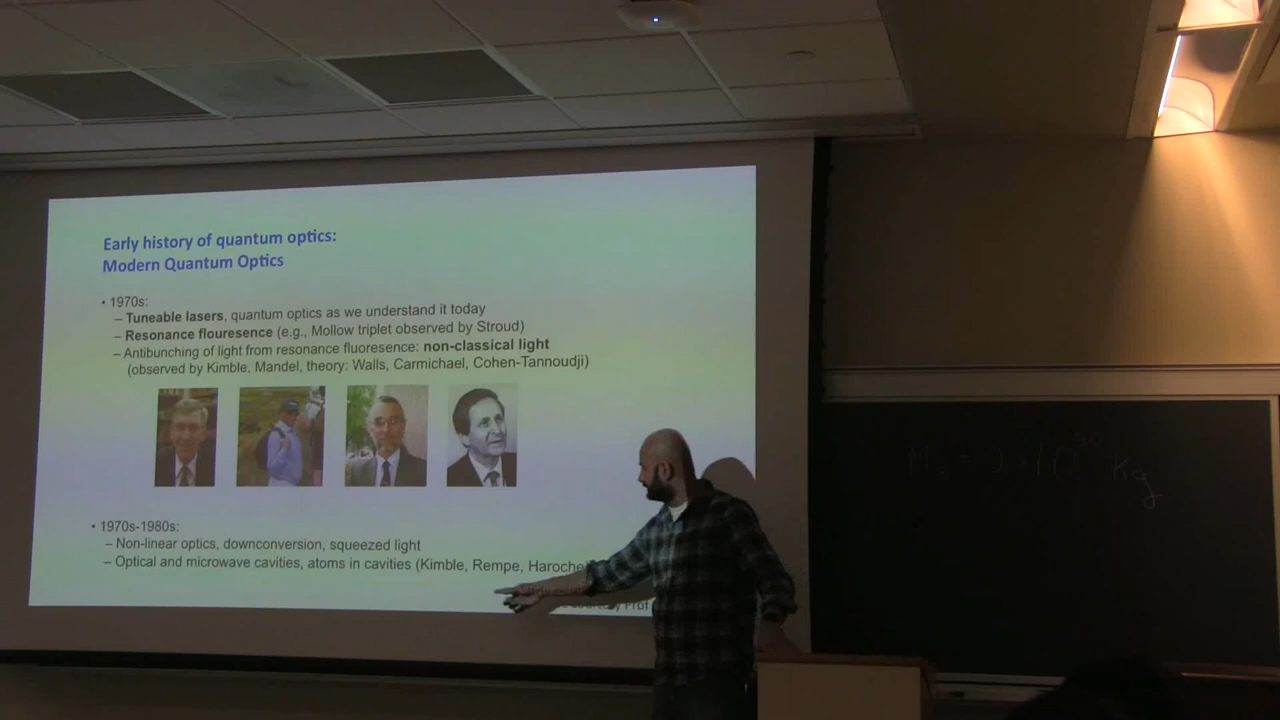 Early history of quantum optics:
Modern Quantum Optics
• 1970s:
– Tuneable lasers, quantum optics as we understand it today
– Resonance flouresence (e.g., Mollow triplet observed by Stroud)
– Antibunching of light from resonance fluoresence: non-classical light
(observed by Kimble, Mandel, theory: Walls, Carmichael, Cohen-Tannoudji)
• 1970s-1980s:
– Non-linear optics, downconversion, squeezed light
– Optical and microwave cavities, atoms in cavities (Kimble, Rempe, Haroche
Prof
Kg